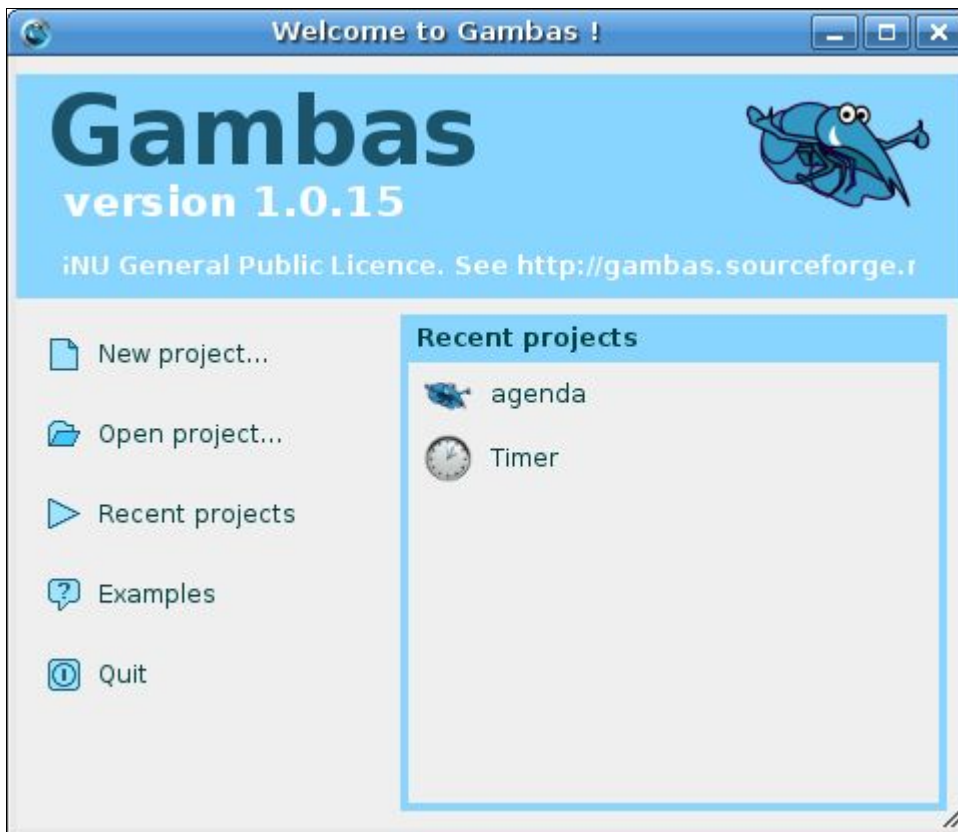 Welcome to Gambas !
Gambas
version 1.0.15
NU General Public Licence. See http://gambas.sourceforge.
New project...
Open project...
Recent projects
Examples
Quit
Recent projects
agenda
Timer